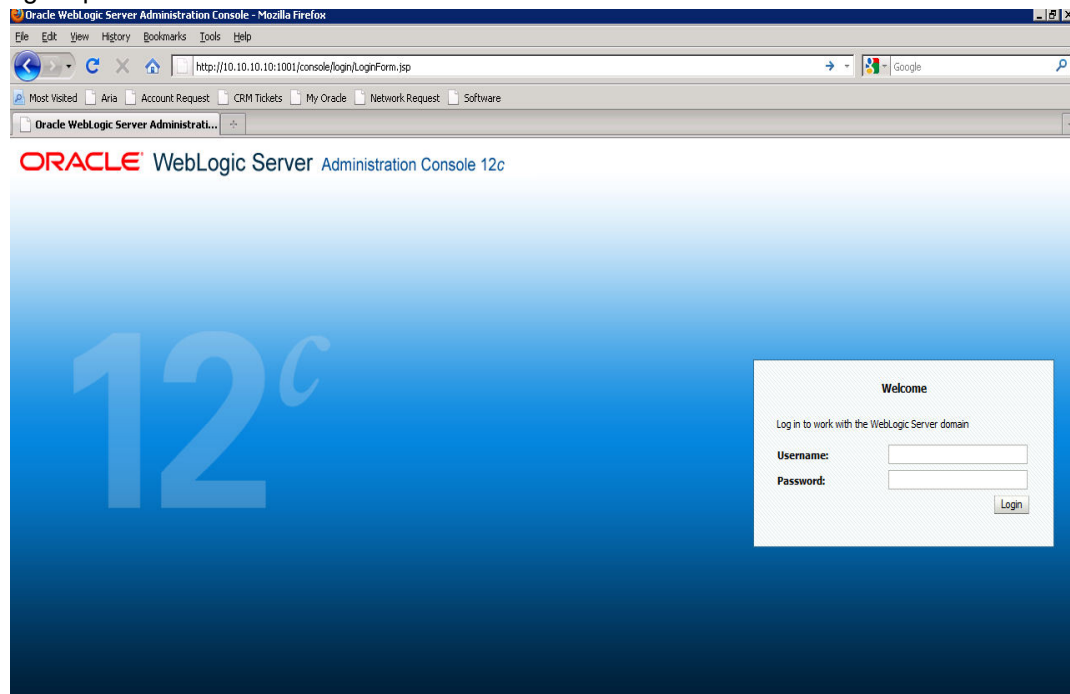 Oracle WebLogic Server Administration Console - Mozilla Firefox
File Edit View History Bookmarks Tools Help
http://10.10.10.10:1001/console/login/LoginForm.jsp
Google
Most Visited Aria Account Request CRM Tickets My Oracle Network Request Software
Oracle WebLogic Server Administrati...
ORACLE WebLogic Server Administration Console 12c
12c
Welcome
Log in to work with the WebLogic Server domain
Username:
Password:
Login